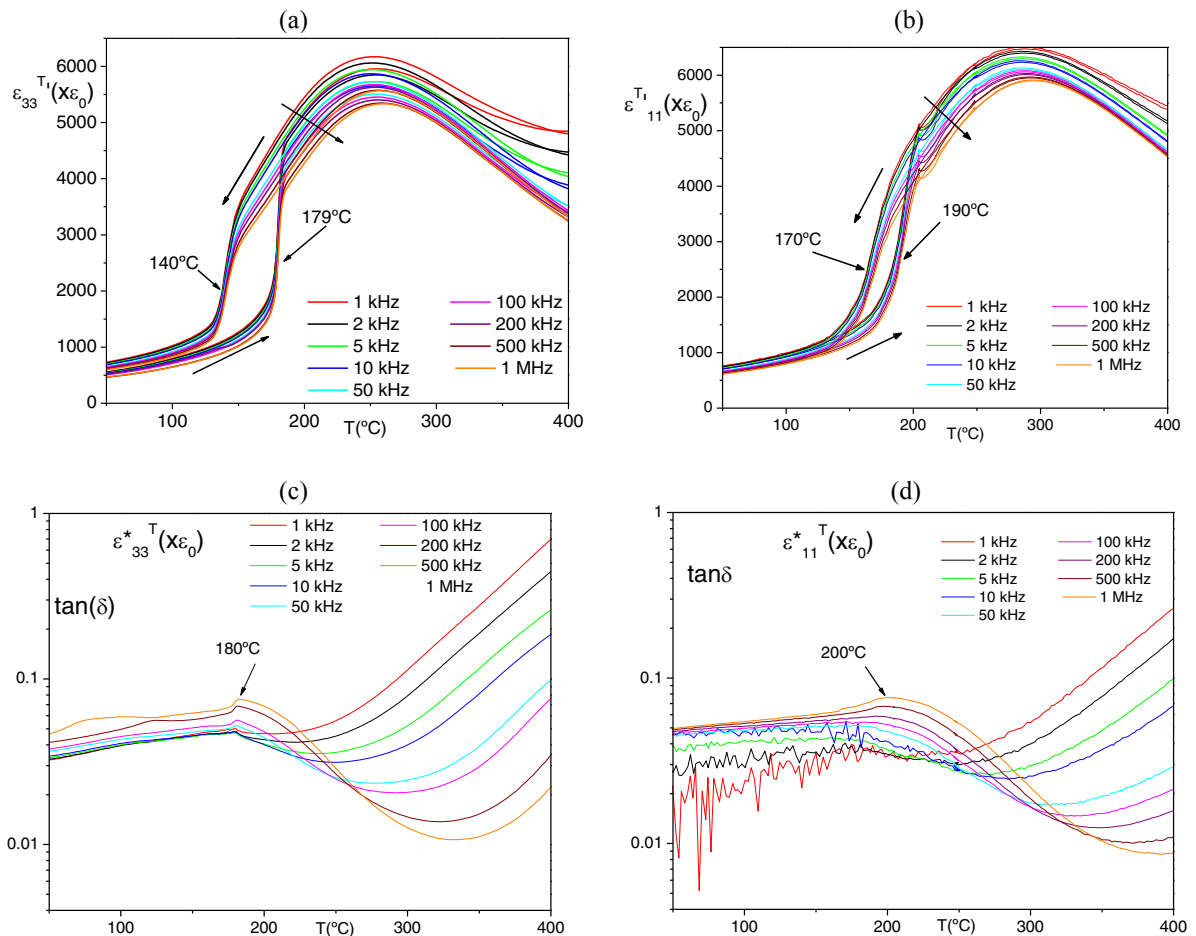 (a)
ε33T'(xε0)
6000
5000
4000
3000
2000
1000
0
140ºC
179ºC
1 kHz
2 kHz
5 kHz
10 kHz
50 kHz
100 kHz
200 kHz
500 kHz
1 MHz
100 200 300 400
T(ºC)
(b)
εT'11(xε0)
6000
5000
4000
3000
2000
1000
0
170ºC
190ºC
1 kHz
2 kHz
5 kHz
10 kHz
50 kHz
100 kHz
200 kHz
500 kHz
1 MHz
100 200 300 400
T(ºC)
(c)
1
0.1
0.01
ε*33T(xε0)
tan(δ)
180ºC
1 kHz
2 kHz
5 kHz
10 kHz
50 kHz
100 kHz
200 kHz
500 kHz
1 MHz
100 200 300 400
T(ºC)
(d)
1
0.1
0.01
ε*11T(xε0)
tanδ
200ºC
1 kHz
2 kHz
5 kHz
10 kHz
50 kHz
100 kHz
200 kHz
500 kHz
1 MHz
100 200 300 400
T(ºC)